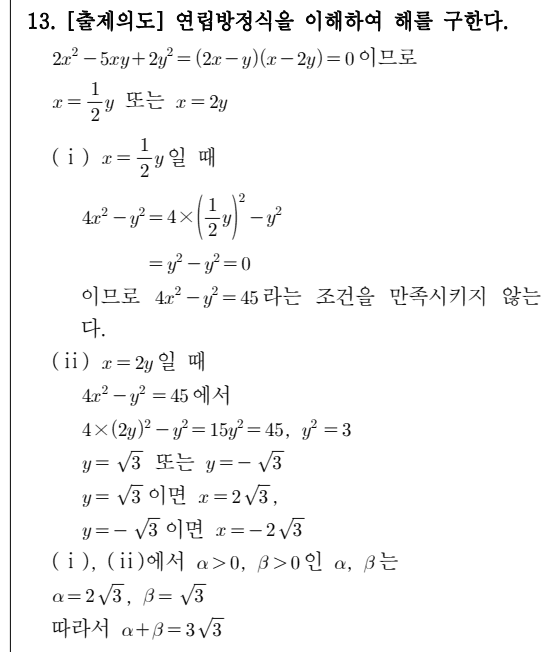 13. [출제의도] 연립방정식을 이해하여 해를 구한다.
2x² − 5xy + 2y² = (2x − y)(x − 2y) = 0 이므로
x = 1/2 y 또는 x = 2y
(ⅰ) x = 1/2 y 일 때
4x² − y² = 4 × (1/2 y)² − y²
= y² − y² = 0
이므로 4x² − y² = 45 라는 조건을 만족시키지 않는
다.
(ⅱ) x = 2y 일 때
4x² − y² = 45 에서
4 × (2y)² − y² = 15y² = 45, y² = 3
y = √3 또는 y = − √3
y = √3 이면 x = 2√3,
y = − √3 이면 x = − 2√3
(ⅰ), (ⅱ)에서 α > 0, β > 0 인 α, β 는
α = 2√3, β = √3
따라서 α + β = 3√3